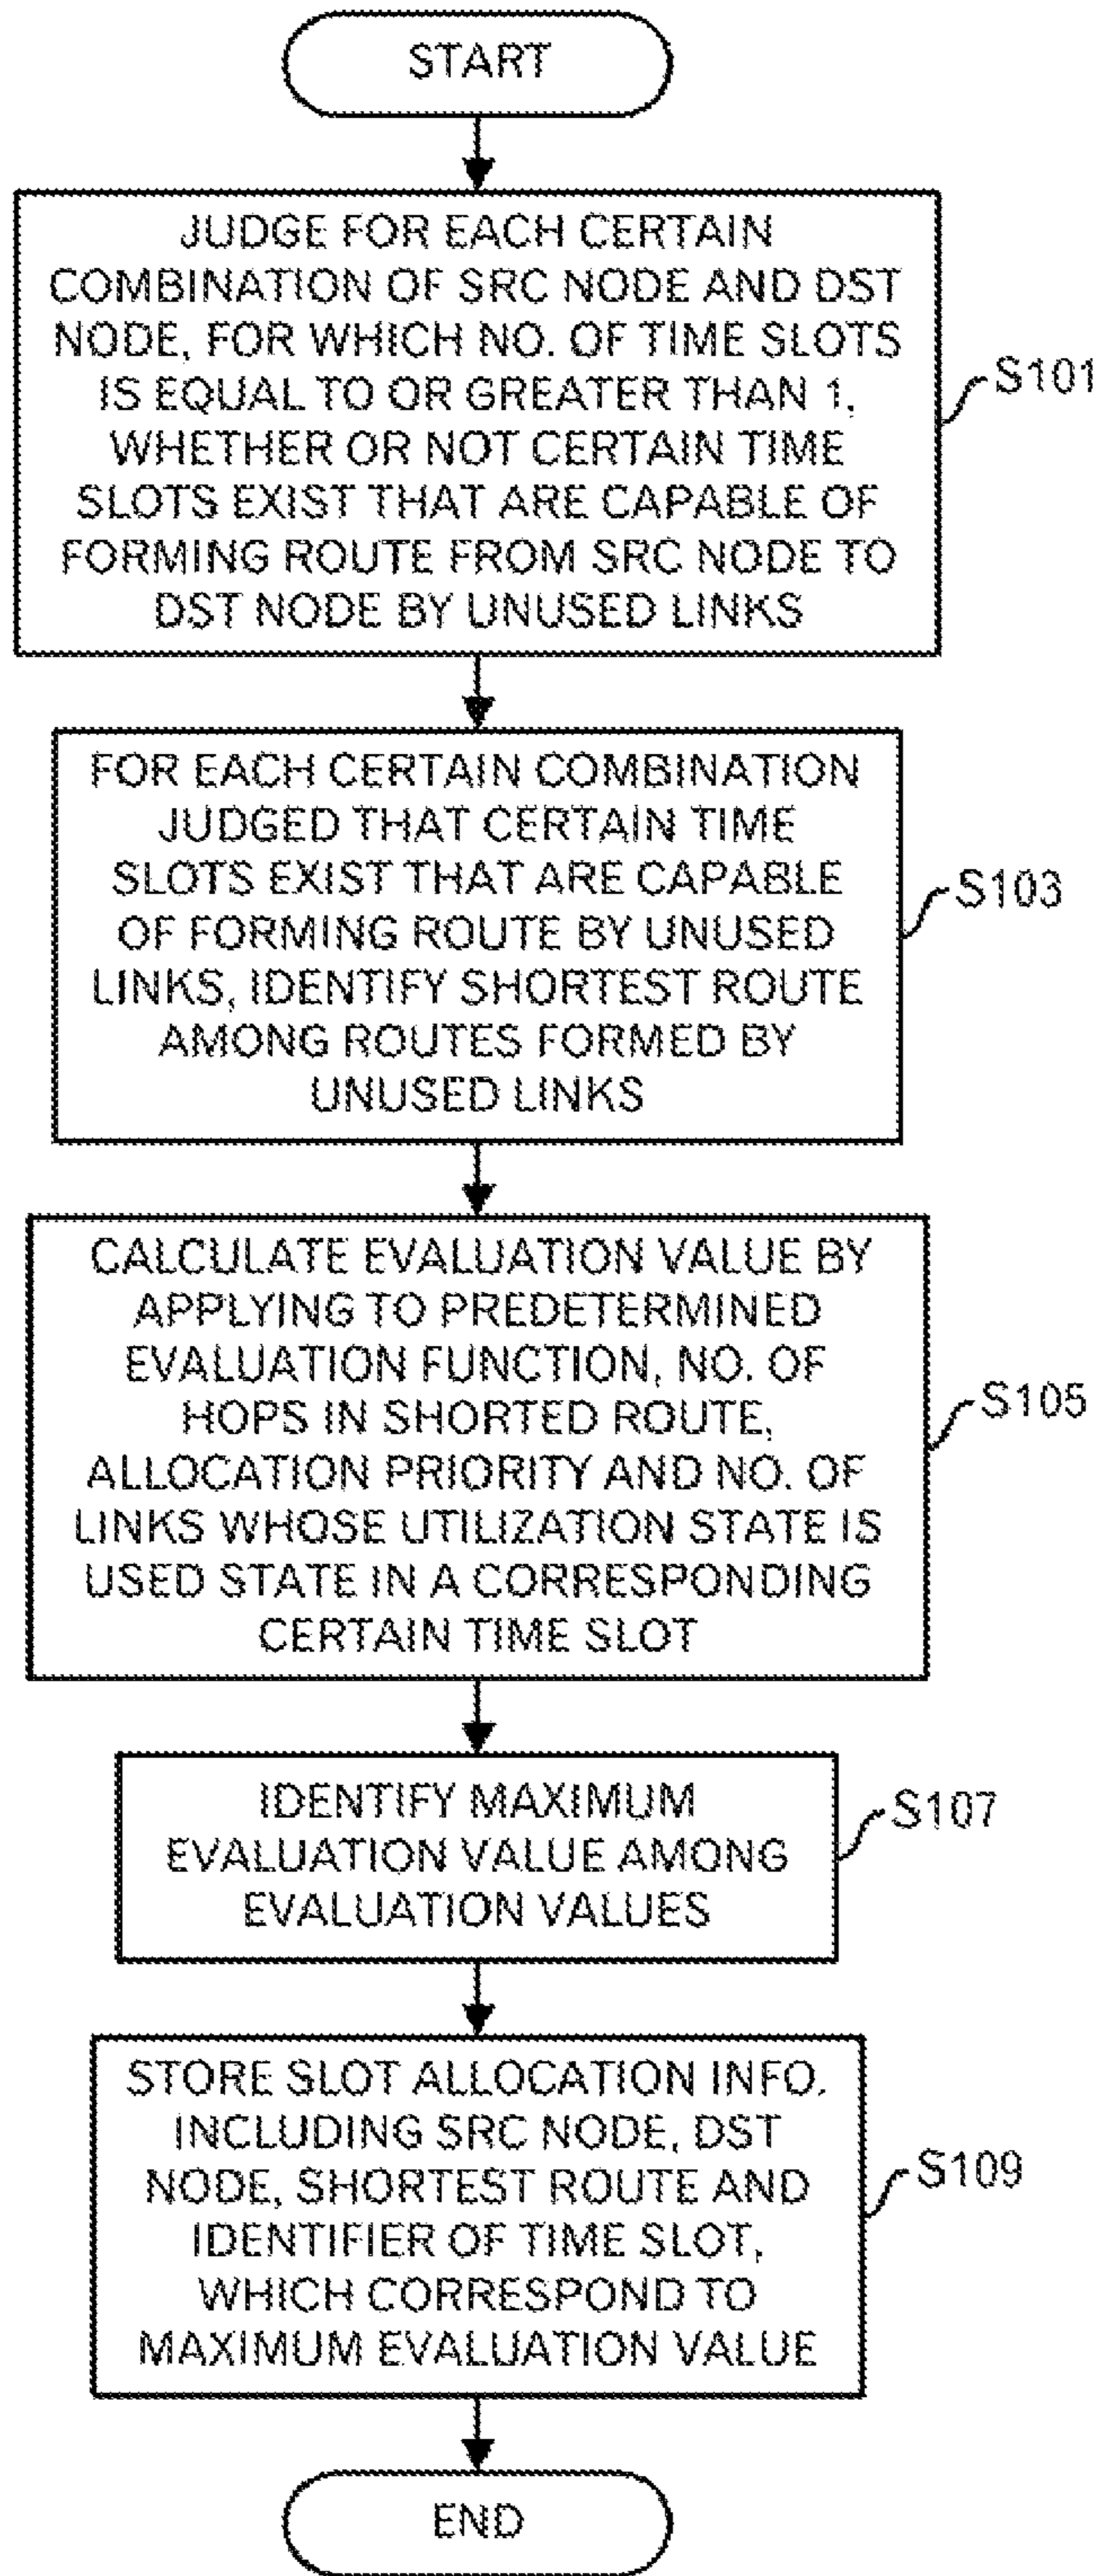 START
JUDGE FOR EACH CERTAIN
COMBINATION OF SRC NODE AND DST
NODE, FOR WHICH NO. OF TIME SLOTS
IS EQUAL TO OR GREATER THAN 1,
WHETHER OR NOT CERTAIN TIME
SLOTS EXIST THAT ARE CAPABLE OF
FORMING ROUTE FROM SRC NODE TO
DST NODE BY UNUSED LINKS
S101
FOR EACH CERTAIN COMBINATION
JUDGED THAT CERTAIN TIME
SLOTS EXIST THAT ARE CAPABLE
OF FORMING ROUTE BY UNUSED
LINKS, IDENTIFY SHORTEST ROUTE
AMONG ROUTES FORMED BY
UNUSED LINKS
S103
CALCULATE EVALUATION VALUE BY
APPLYING TO PREDETERMINED
EVALUATION FUNCTION, NO. OF
HOPS IN SHORTED ROUTE,
ALLOCATION PRIORITY AND NO. OF
LINKS WHOSE UTILIZATION STATE IS
USED STATE IN A CORRESPONDING
CERTAIN TIME SLOT
S105
IDENTIFY MAXIMUM
EVALUATION VALUE AMONG
EVALUATION VALUES
S107
STORE SLOT ALLOCATION INFO.
INCLUDING SRC NODE, DST
NODE, SHORTEST ROUTE AND
IDENTIFIER OF TIME SLOT,
WHICH CORRESPOND TO
MAXIMUM EVALUATION VALUE
S109
END